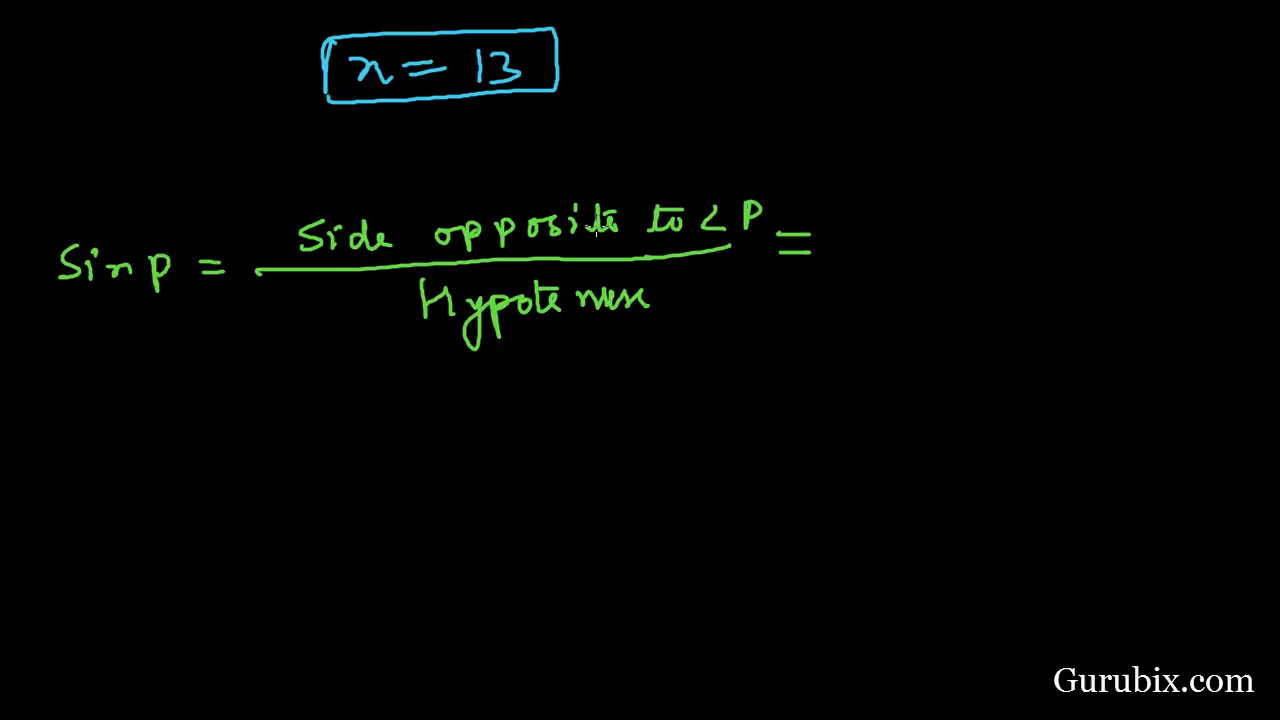 x = 13
Sin P = Side opposite to ∠ P / Hypotenuse =
Gurubix.com